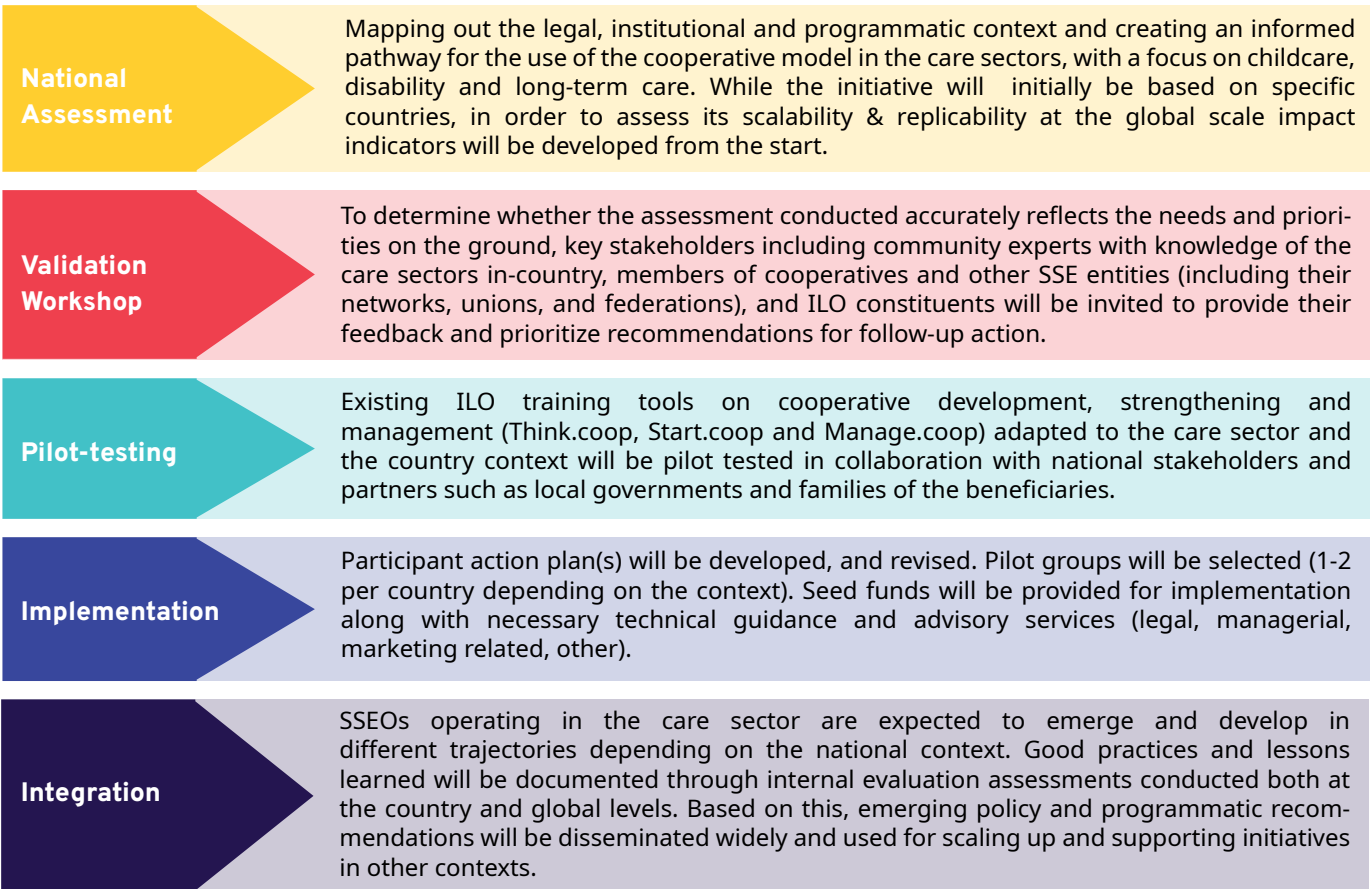 National
Assessment
Mapping out the legal, institutional and programmatic context and creating an informed
pathway for the use of the cooperative model in the care sectors, with a focus on childcare,
disability and long-term care. While the initiative will initially be based on specific
countries, in order to assess its scalability & replicability at the global scale impact
indicators will be developed from the start.
Validation
Workshop
To determine whether the assessment conducted accurately reflects the needs and priori-
ties on the ground, key stakeholders including community experts with knowledge of the
care sectors in-country, members of cooperatives and other SSE entities (including their
networks, unions, and federations), and ILO constituents will be invited to provide their
feedback and prioritize recommendations for follow-up action.
Pilot-testing
Existing ILO training tools on cooperative development, strengthening and
management (Think.coop, Start.coop and Manage.coop) adapted to the care sector and
the country context will be pilot tested in collaboration with national stakeholders and
partners such as local governments and families of the beneficiaries.
Implementation
Participant action plan(s) will be developed, and revised. Pilot groups will be selected (1-2
per country depending on the context). Seed funds will be provided for implementation
along with necessary technical guidance and advisory services (legal, managerial,
marketing related, other).
Integration
SSEOs operating in the care sector are expected to emerge and develop in
different trajectories depending on the national context. Good practices and lessons
learned will be documented through internal evaluation assessments conducted both at
the country and global levels. Based on this, emerging policy and programmatic recom-
mendations will be disseminated widely and used for scaling up and supporting initiatives
in other contexts.